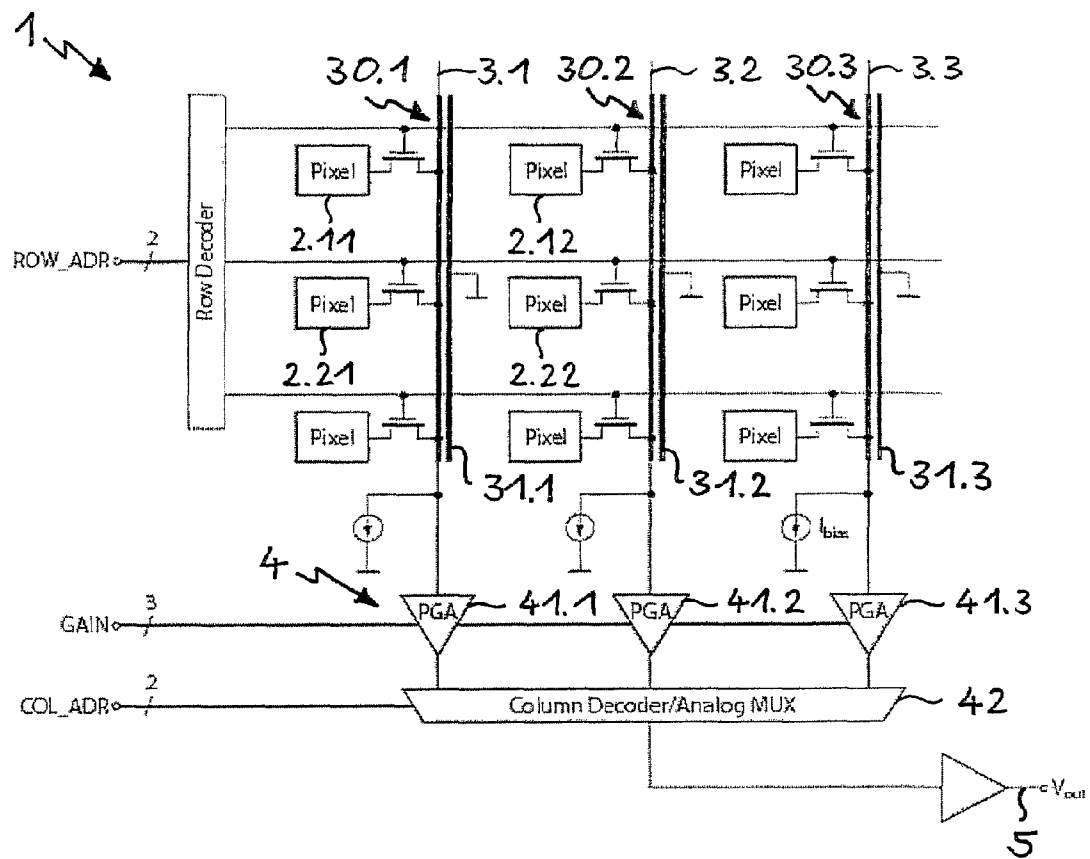 1
30.1 3.1 30.2 3.2 30.3 3.3
Pixel Pixel Pixel
2.11 2.12
ROW_ADR 2 Row Decoder
Pixel Pixel Pixel
2.21 2.22
Pixel Pixel Pixel
31.1 31.2 31.3
I_bias
4
GAIN 3 PGA 41.1 PGA 41.2 PGA 41.3
COL_ADR 2 Column Decoder/Analog MUX 42
V_out
5